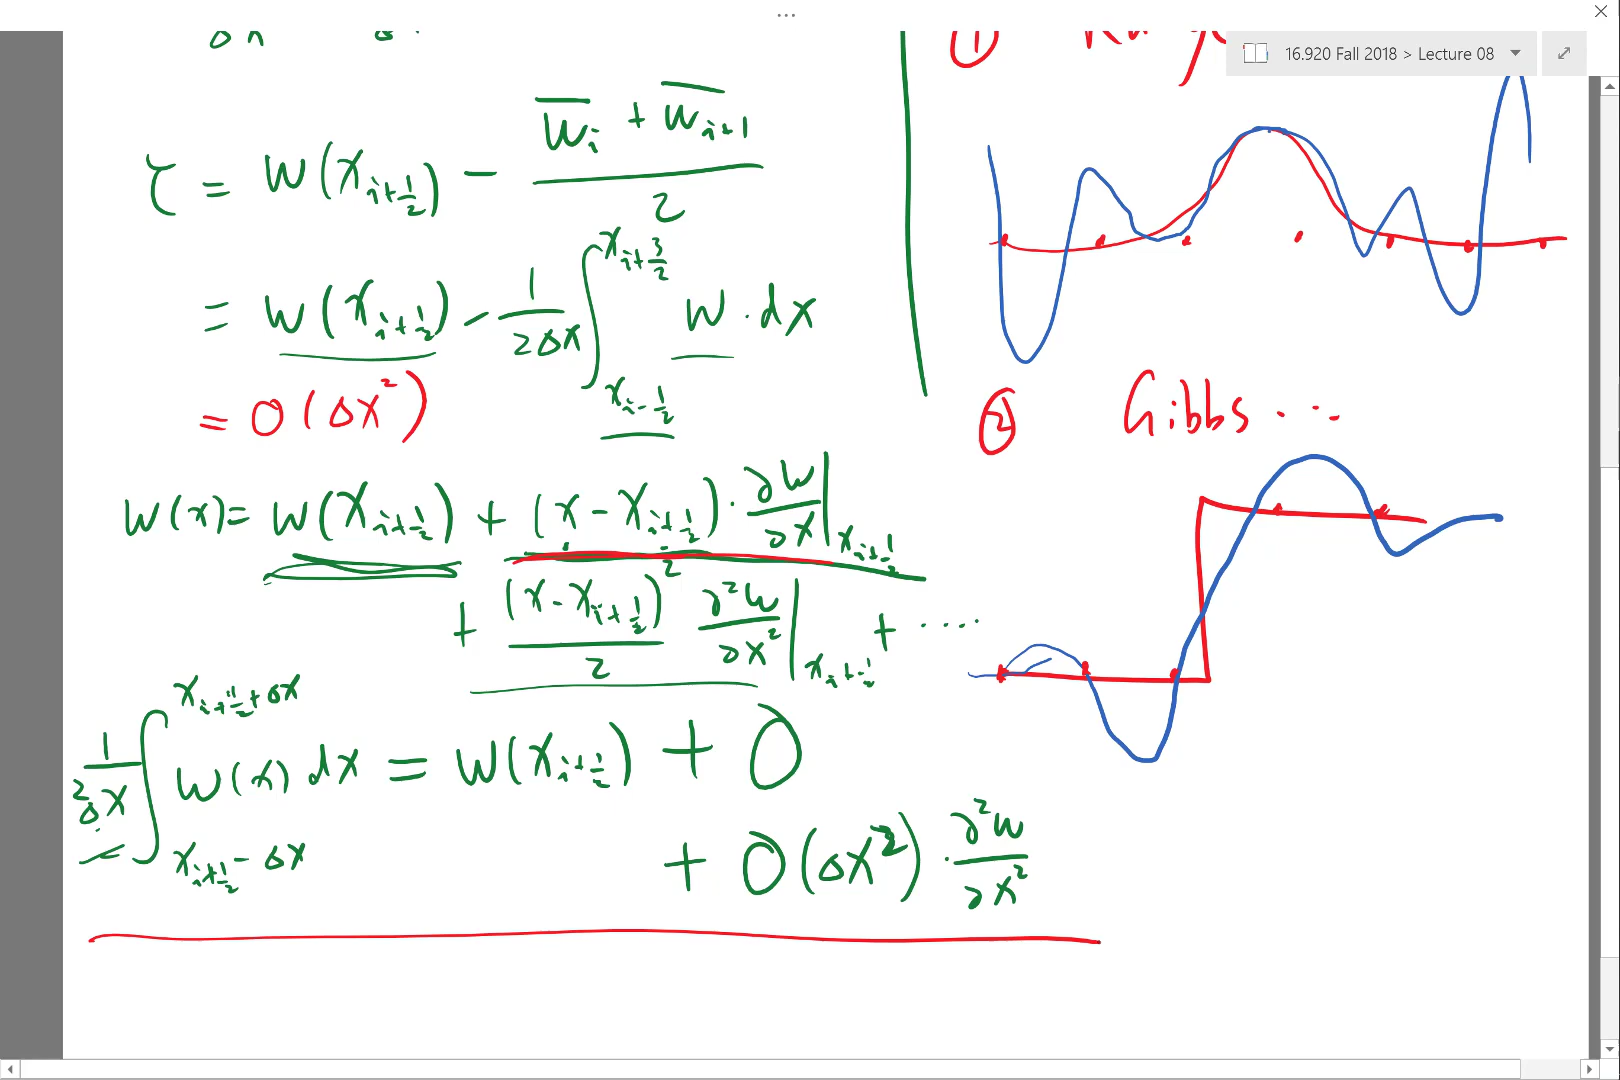 16.920 Fall 2018 > Lecture 08
Δx
τ = w(x_{i+1/2}) - (w̄_i + w̄_{i+1})/2
= w(x_{i+1/2}) - 1/(2Δx) ∫_{x_{i-1/2}}^{x_{i+3/2}} w · dx
= O(Δx²)
w(x) = w(x_{i+1/2}) + (x - x_{i+1/2}) · ∂w/∂x |_{x_{i+1/2}}
+ (x - x_{i+1/2})²/2 ∂²w/∂x² |_{x_{i+1/2}} + ....
1/(2Δx) ∫_{x_{i+1/2} - Δx}^{x_{i+1/2} + Δx} w(x) dx = w(x_{i+1/2}) + O
+ O(Δx²) · ∂²w/∂x²
①
② Gibbs ...